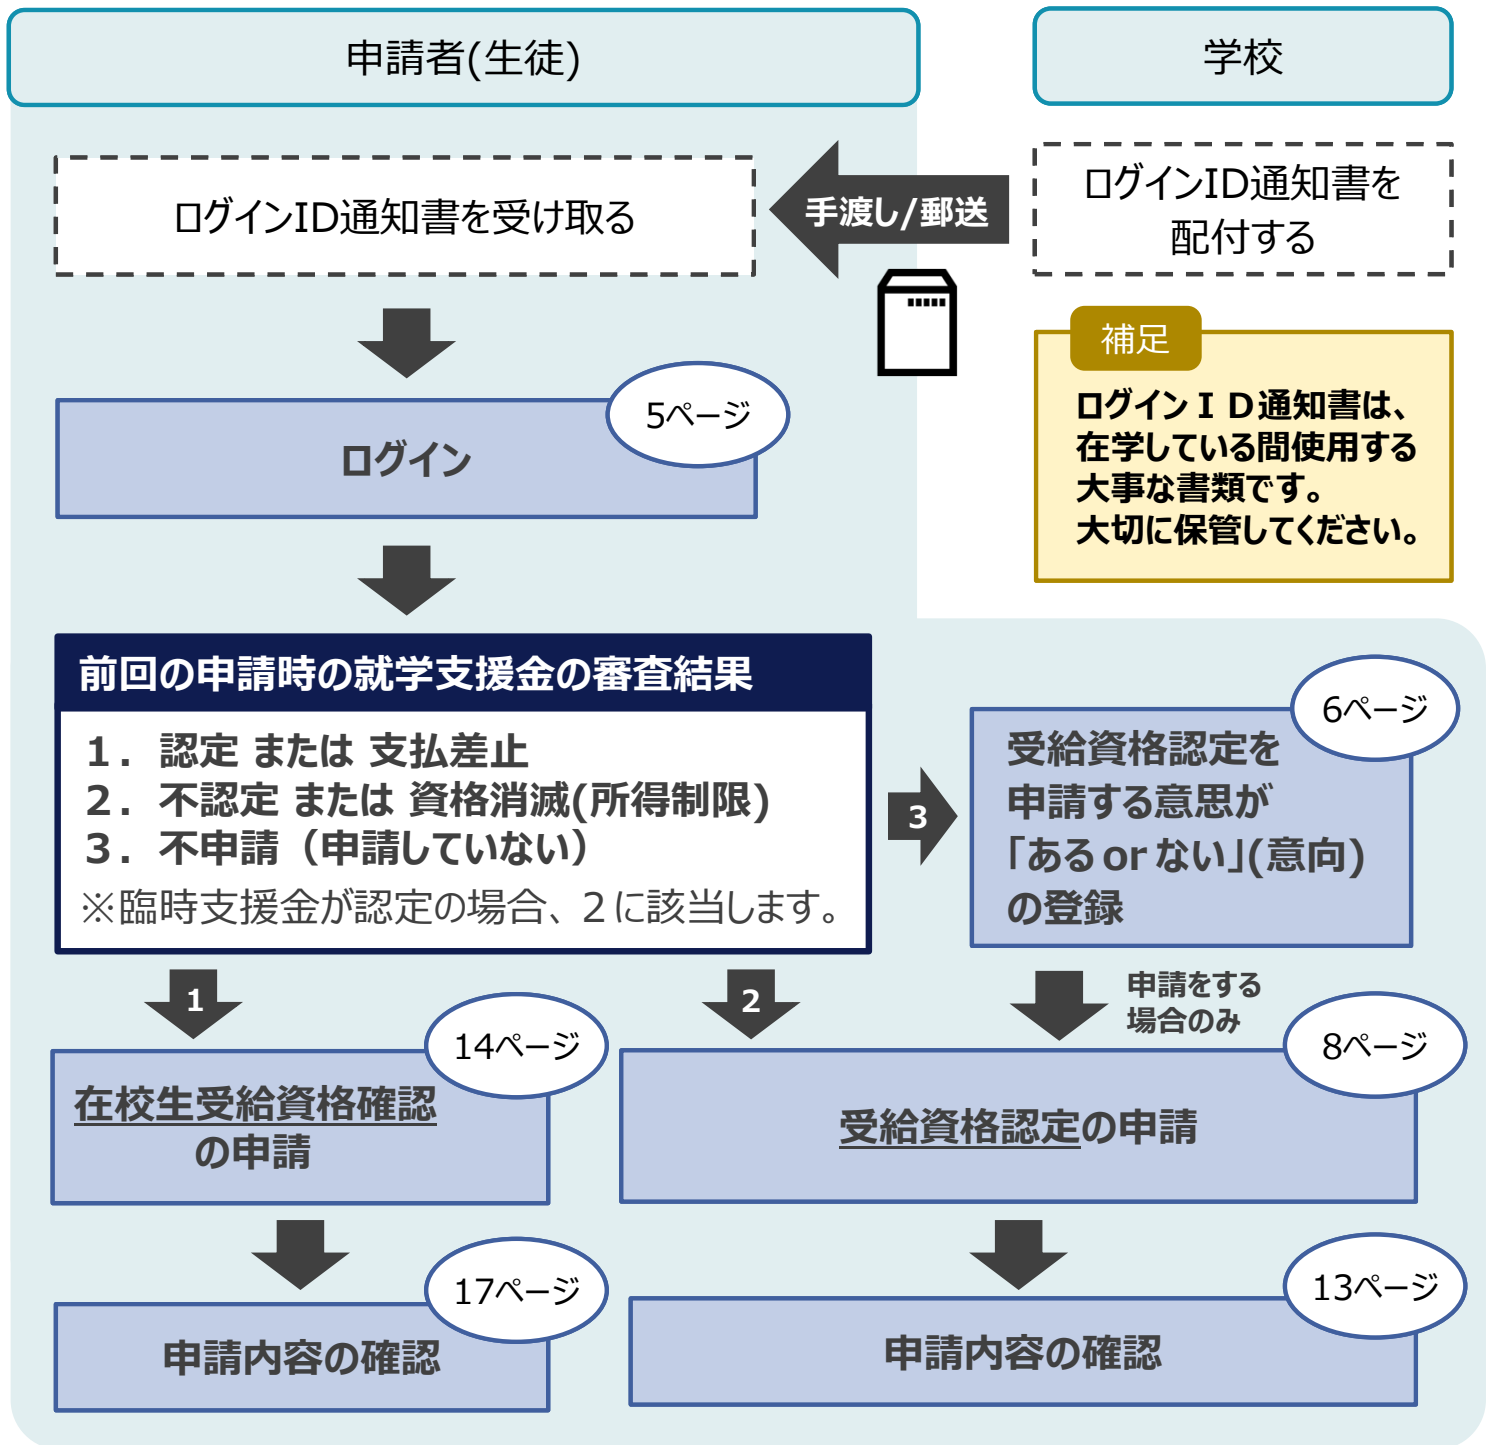 申請者(生徒)
学校
ログインID通知書を受け取る
手渡し/郵送
ログインID通知書を
配付する
補足
ログインＩＤ通知書は、
在学している間使用する
大事な書類です。
大切に保管してください。
5ページ
ログイン
前回の申請時の就学支援金の審査結果
１．認定 または 支払差止
２．不認定 または 資格消滅(所得制限)
３．不申請（申請していない）
※臨時支援金が認定の場合、２に該当します。
3
6ページ
受給資格認定を
申請する意思が
「ある or ない」(意向)
の登録
1
2
申請をする
場合のみ
14ページ
在校生受給資格確認
の申請
8ページ
受給資格認定の申請
17ページ
申請内容の確認
13ページ
申請内容の確認